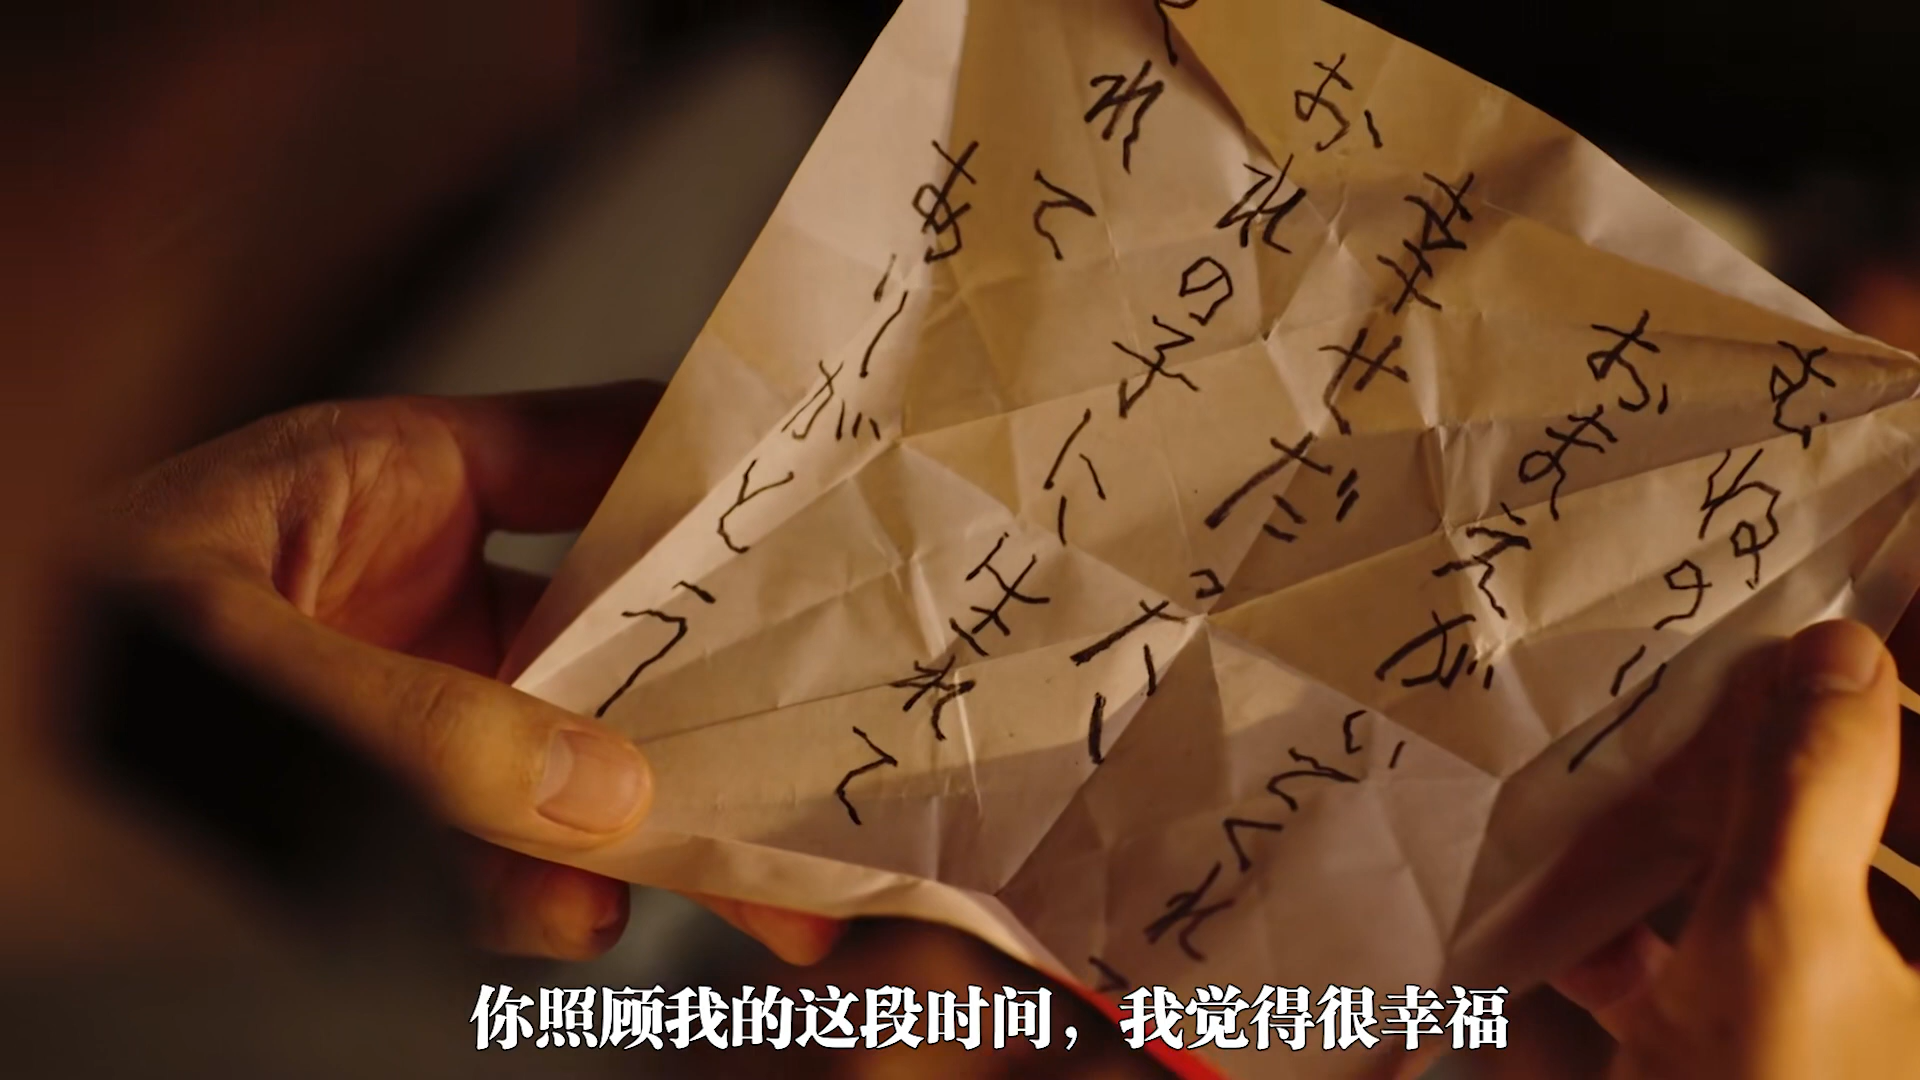 むねのり
おまえがいてくれて
幸せだった
おれの子に生れて
くれて
ありがとう
你照顾我的这段时间，我觉得很幸福